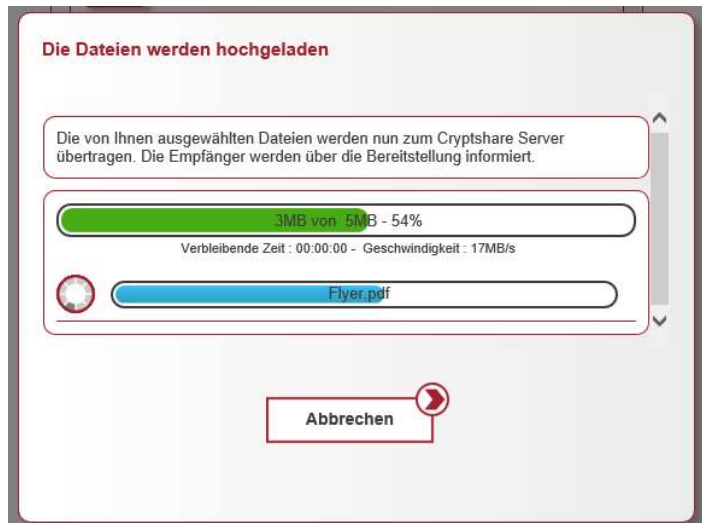 Die Dateien werden hochgeladen
Die von Ihnen ausgewählten Dateien werden nun zum Cryptshare Server
übertragen. Die Empfänger werden über die Bereitstellung informiert.
3MB von 5MB - 54%
Verbleibende Zeit : 00:00:00 - Geschwindigkeit : 17MB/s
Flyer.pdf
Abbrechen